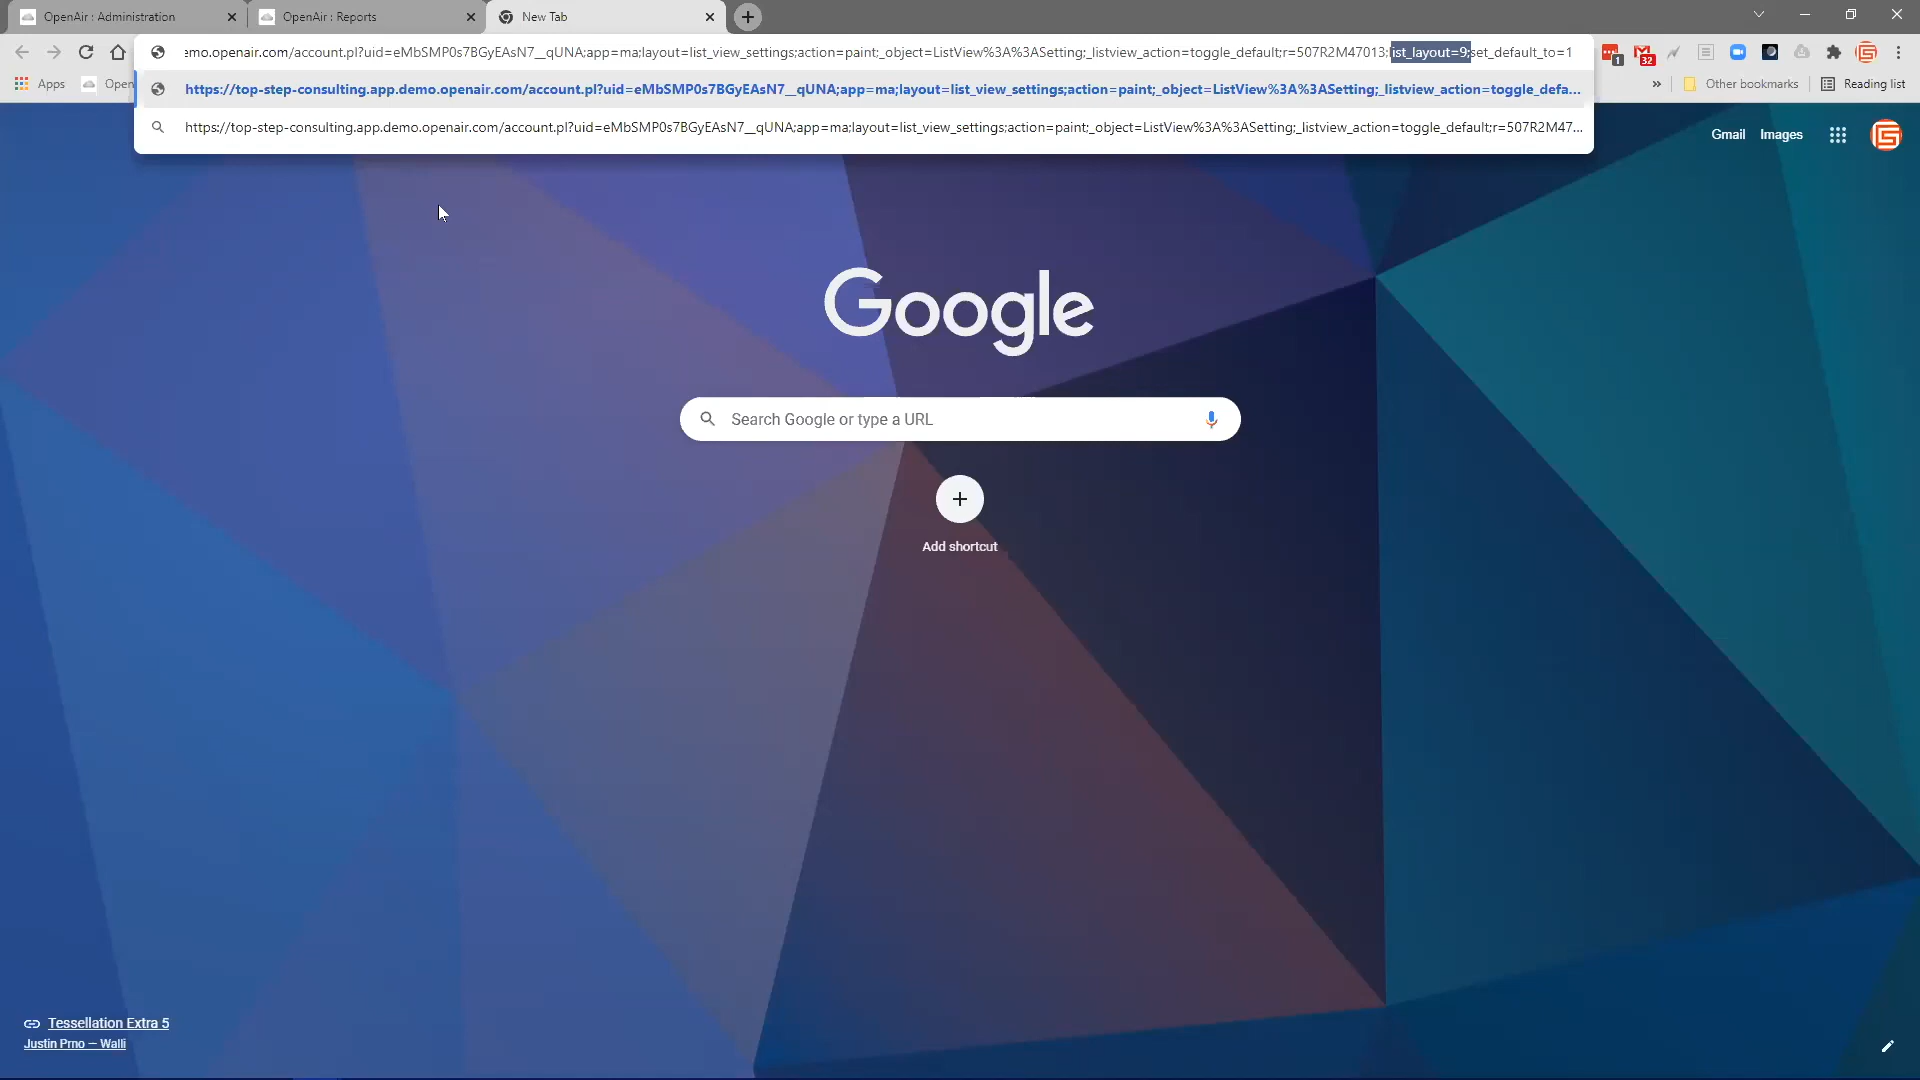 OpenAir : Administration
OpenAir : Reports
New Tab
emo.openair.com/account.pl?uid=eMbSMP0s7BGyEAsN7__qUNA;app=ma;layout=list_view_settings;action=paint;_object=ListView%3A%3ASetting;_listview_action=toggle_default;r=507R2M47013;list_layout=9;set_default_to=1
1
32
Apps
Open
https://top-step-consulting.app.demo.openair.com/account.pl?uid=eMbSMP0s7BGyEAsN7__qUNA;app=ma;layout=list_view_settings;action=paint;_object=ListView%3A%3ASetting;_listview_action=toggle_defa...
»
Other bookmarks
Reading list
https://top-step-consulting.app.demo.openair.com/account.pl?uid=eMbSMP0s7BGyEAsN7__qUNA;app=ma;layout=list_view_settings;action=paint;_object=ListView%3A%3ASetting;_listview_action=toggle_default;r=507R2M47...
Gmail
Images
Google
Search Google or type a URL
Add shortcut
Tessellation Extra 5
Justin Prno — Walli